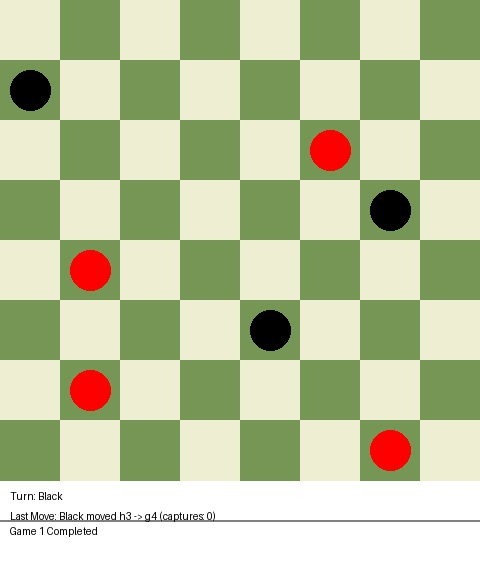 Turn: Black
Last Move: Black moved h3 -> g4 (captures: 0)
Game 1 Completed